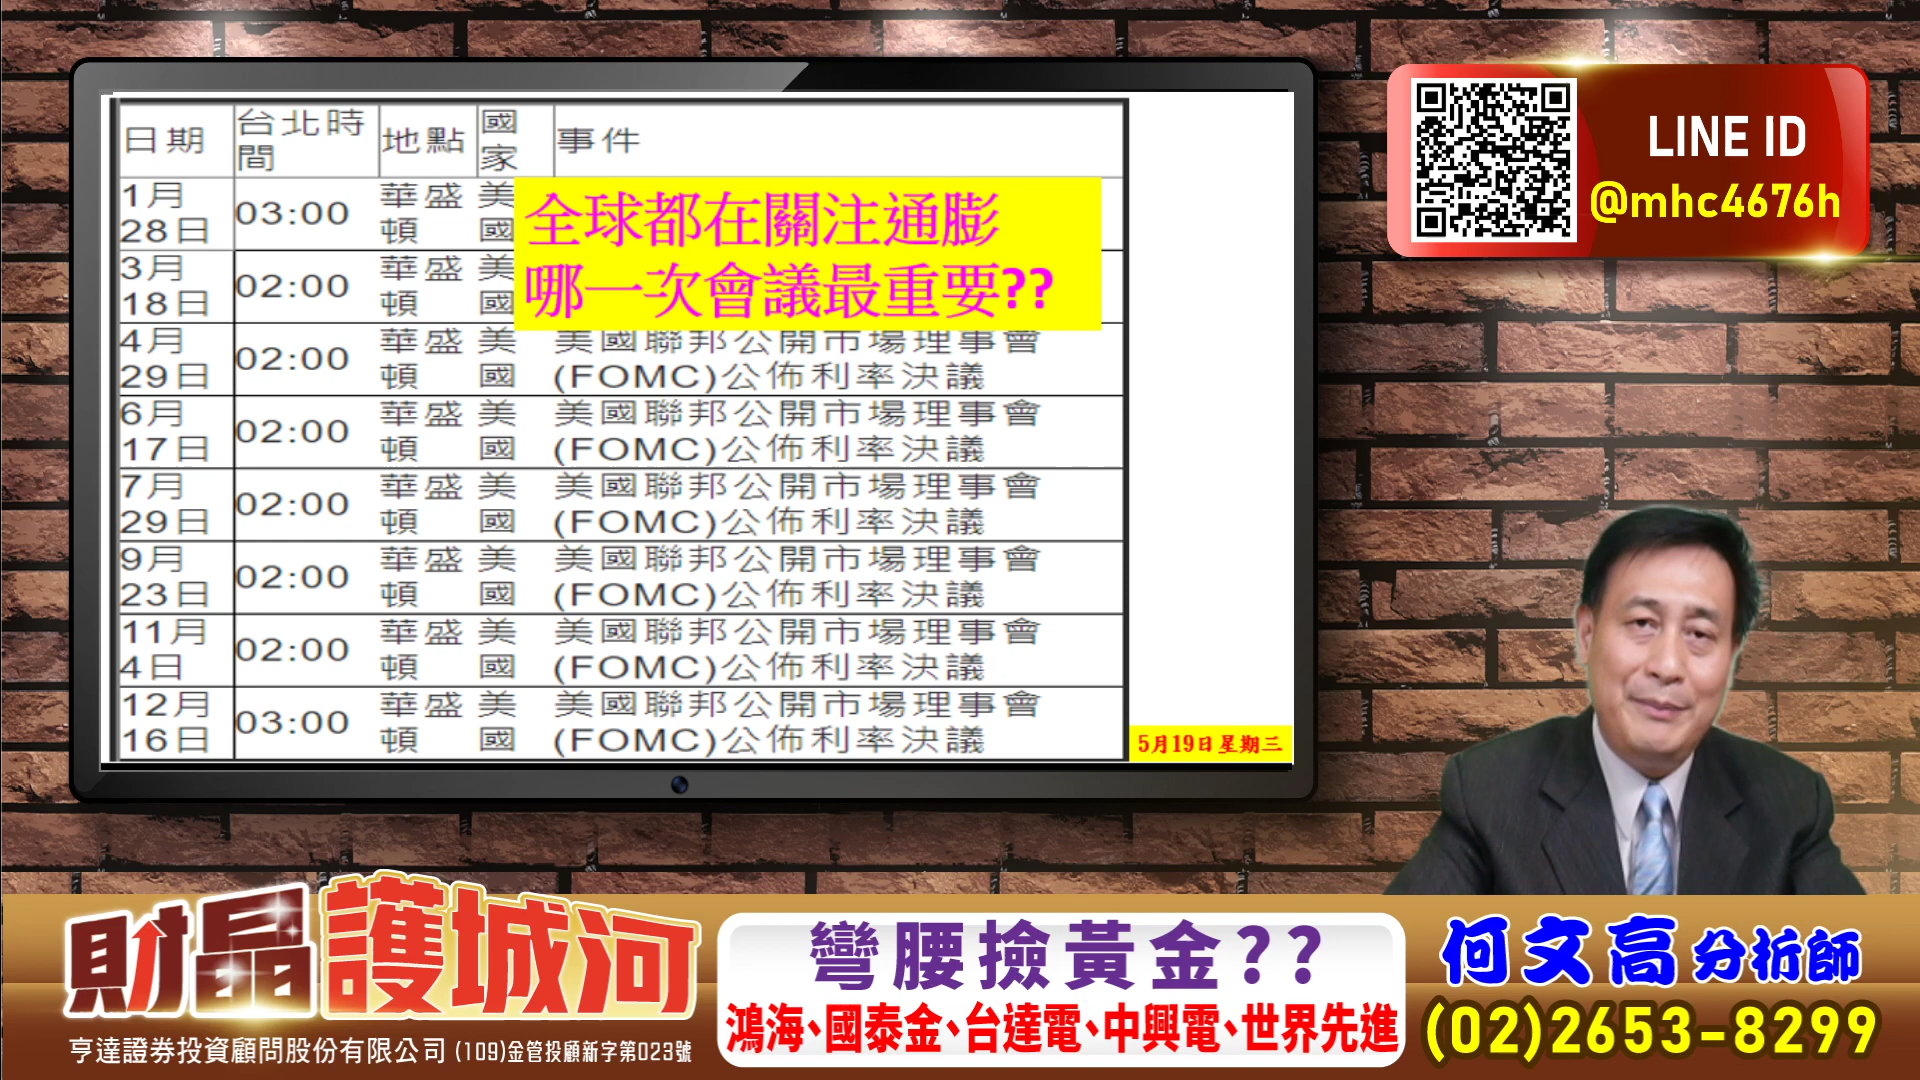 日期
台北時
間
地點
國
家
事件
1月
28日
03:00
華盛
頓
美
國
3月
18日
02:00
華盛
頓
美
國
全球都在關注通膨
哪一次會議最重要??
4月
29日
02:00
華盛
頓
美
國
美國聯邦公開市場理事會
(FOMC)公佈利率決議
6月
17日
02:00
華盛
頓
美
國
美國聯邦公開市場理事會
(FOMC)公佈利率決議
7月
29日
02:00
華盛
頓
美
國
美國聯邦公開市場理事會
(FOMC)公佈利率決議
9月
23日
02:00
華盛
頓
美
國
美國聯邦公開市場理事會
(FOMC)公佈利率決議
11月
4日
02:00
華盛
頓
美
國
美國聯邦公開市場理事會
(FOMC)公佈利率決議
12月
16日
03:00
華盛
頓
美
國
美國聯邦公開市場理事會
(FOMC)公佈利率決議
5月19日星期三
LINE ID
@mhc4676h
財晶護城河
亨達證券投資顧問股份有限公司 (109)金管投顧新字第023號
彎腰撿黃金??
鴻海、國泰金、台達電、中興電、世界先進
何文高分析師
(02)2653-8299